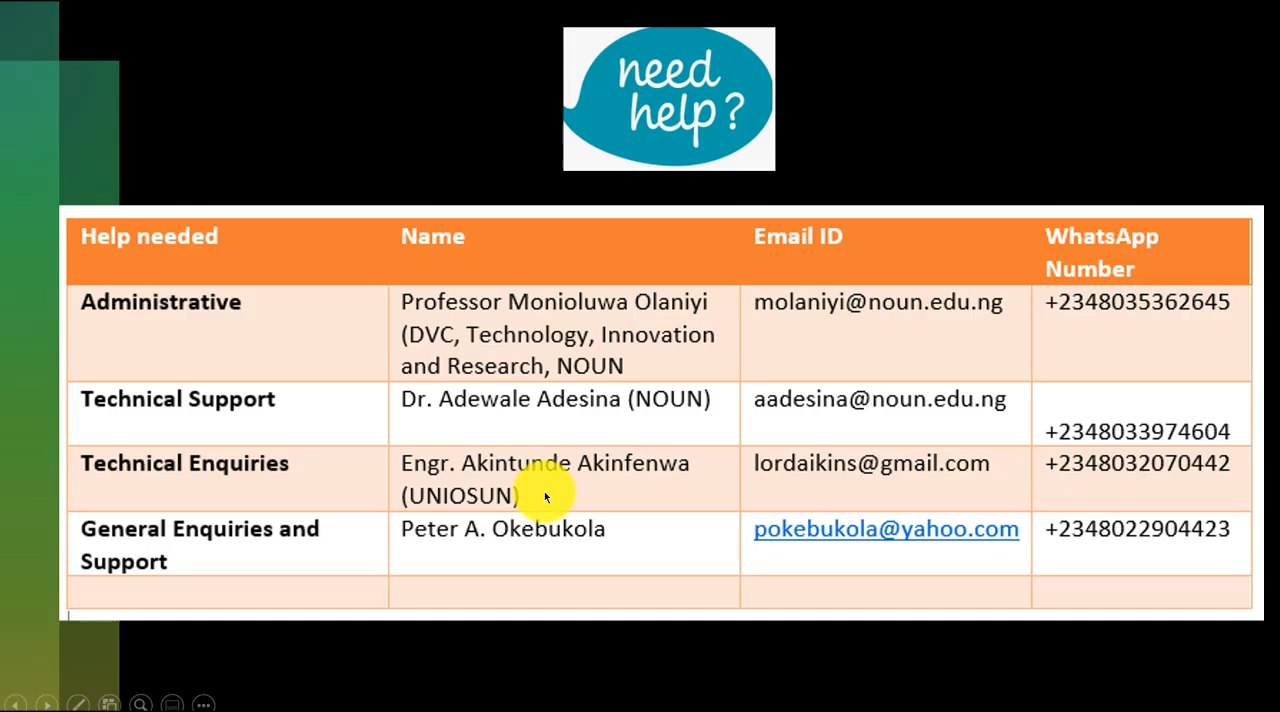 need
help?
Help needed
Name
Email ID
WhatsApp
Number
Administrative
Professor Monioluwa Olaniyi
(DVC, Technology, Innovation
and Research, NOUN
molaniyi@noun.edu.ng
+2348035362645
Technical Support
Dr. Adewale Adesina (NOUN)
aadesina@noun.edu.ng
+2348033974604
Technical Enquiries
Engr. Akintunde Akinfenwa
(UNIOSUN)
lordaikins@gmail.com
+2348032070442
General Enquiries and
Support
Peter A. Okebukola
pokebukola@yahoo.com
+2348022904423